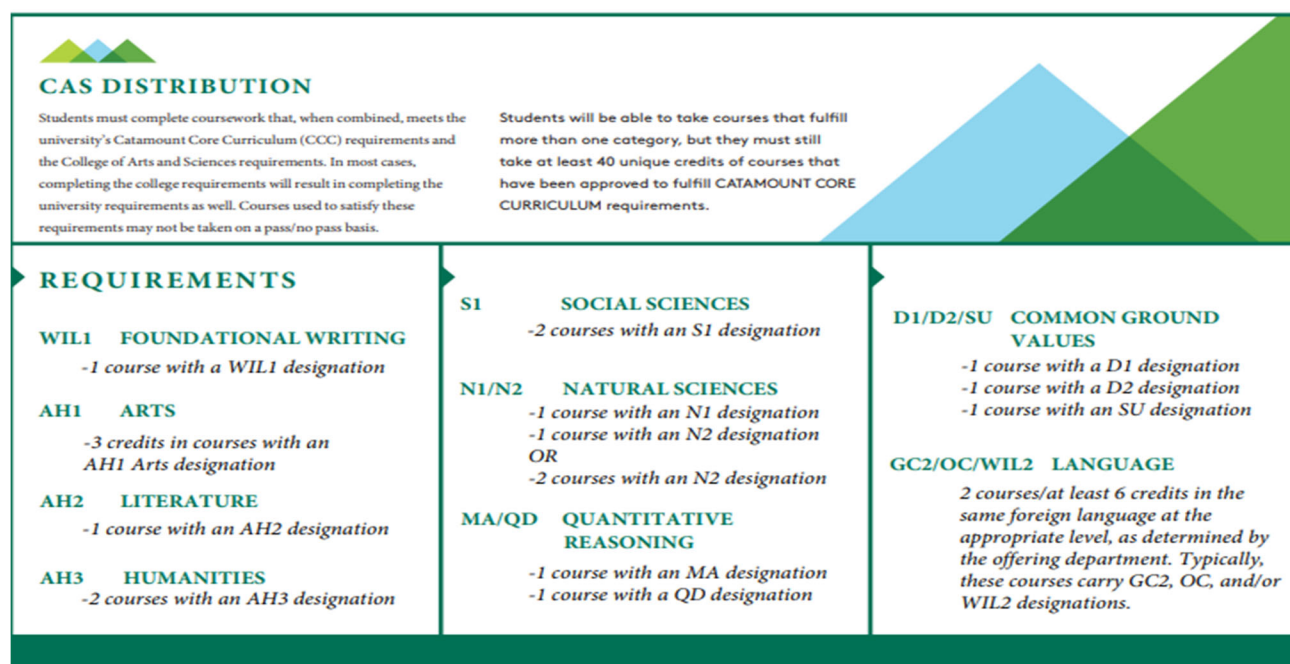 CAS DISTRIBUTION
Students must complete coursework that, when combined, meets the
university's Catamount Core Curriculum (CCC) requirements and
the College of Arts and Sciences requirements. In most cases,
completing the college requirements will result in completing the
university requirements as well. Courses used to satisfy these
requirements may not be taken on a pass/no pass basis.
Students will be able to take courses that fulfill
more than one category, but they must still
take at least 40 unique credits of courses that
have been approved to fulfill CATAMOUNT CORE
CURRICULUM requirements.
REQUIREMENTS
WIL1 FOUNDATIONAL WRITING
-1 course with a WIL1 designation
AH1 ARTS
-3 credits in courses with an
AH1 Arts designation
AH2 LITERATURE
-1 course with an AH2 designation
AH3 HUMANITIES
-2 courses with an AH3 designation
S1 SOCIAL SCIENCES
-2 courses with an S1 designation
N1/N2 NATURAL SCIENCES
-1 course with an N1 designation
-1 course with an N2 designation
OR
-2 courses with an N2 designation
MA/QD QUANTITATIVE
REASONING
-1 course with an MA designation
-1 course with a QD designation
D1/D2/SU COMMON GROUND
VALUES
-1 course with a D1 designation
-1 course with a D2 designation
-1 course with an SU designation
GC2/OC/WIL2 LANGUAGE
2 courses/at least 6 credits in the
same foreign language at the
appropriate level, as determined by
the offering department. Typically,
these courses carry GC2, OC, and/or
WIL2 designations.